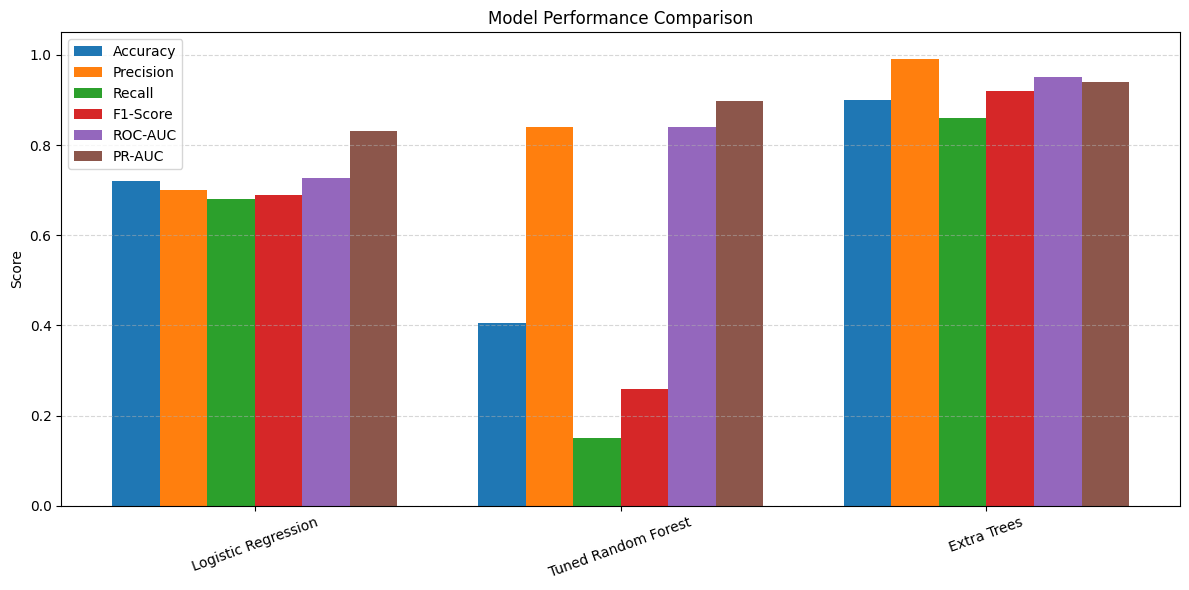 Model Performance Comparison
Accuracy
Precision
Recall
F1-Score
ROC-AUC
PR-AUC
Score
1.0
0.8
0.6
0.4
0.2
0.0
Logistic Regression
Tuned Random Forest
Extra Trees